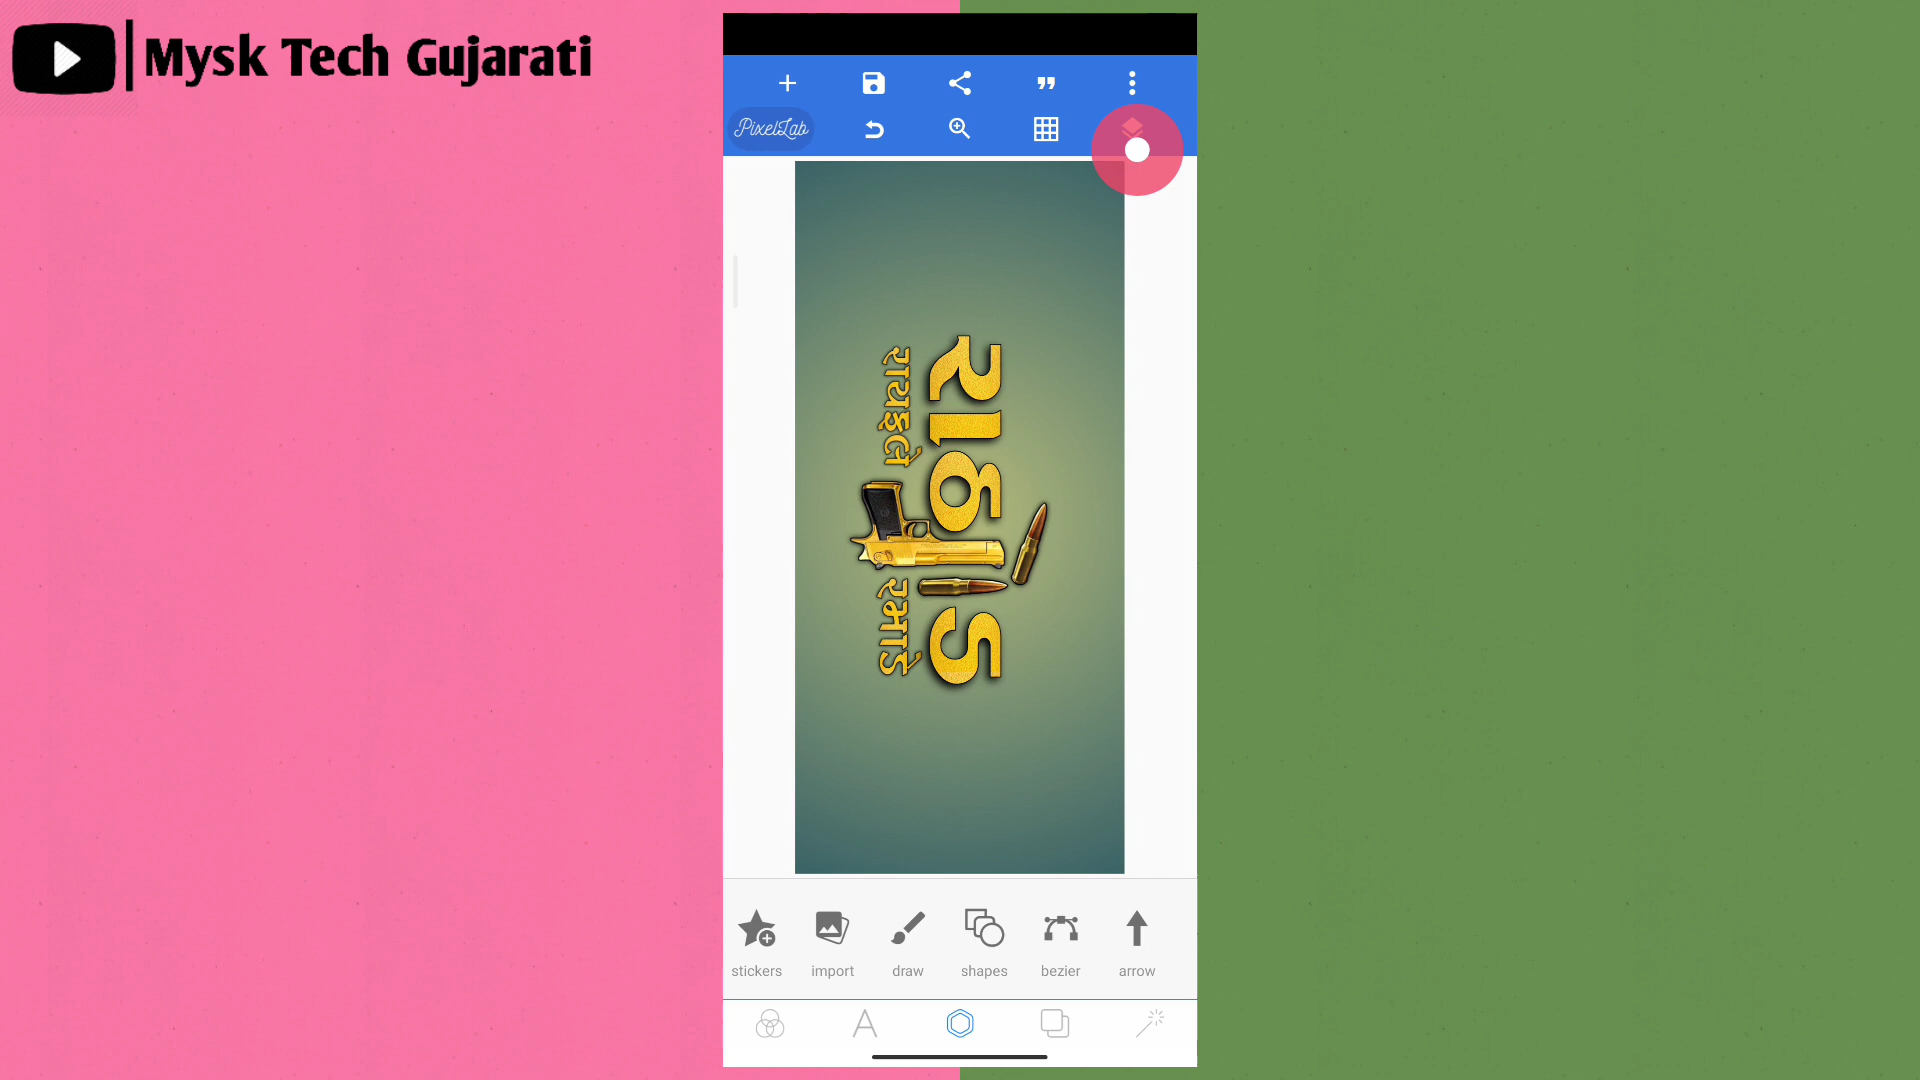 Mysk Tech Gujarati
PixelLab
રાઠોડ
રાયફલે રમાડે
stickers import draw shapes bezier arrow